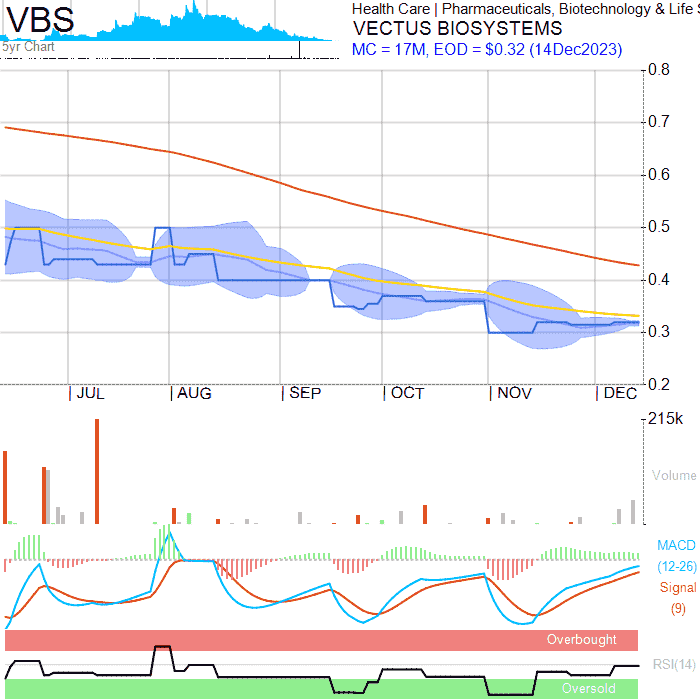 VBS
5yr Chart
Health Care | Pharmaceuticals, Biotechnology & Life S
VECTUS BIOSYSTEMS
MC = 17M, EOD = $0.32 (14Dec2023)
0.8
0.7
0.6
0.5
0.4
0.3
0.2
JUL AUG SEP OCT NOV DEC
215k
Volume
MACD
(12-26)
Signal
(9)
Overbought
RSI(14)
Oversold